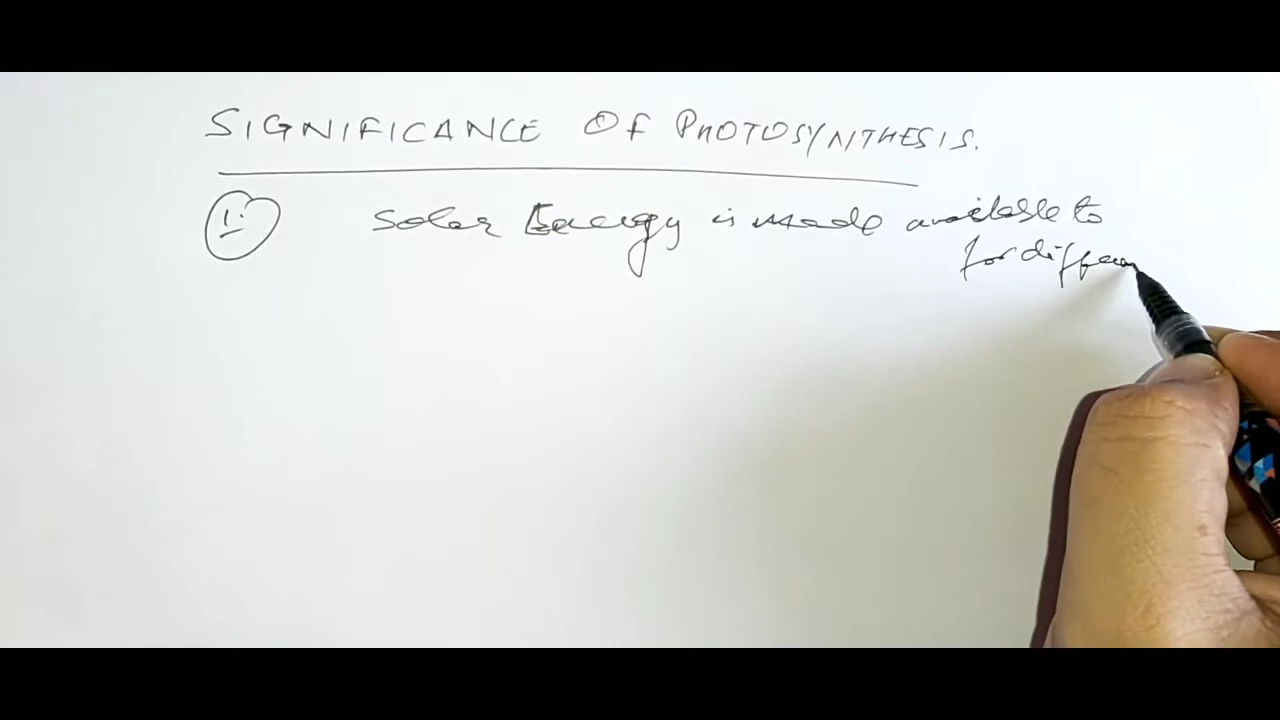 SIGNIFICANCE OF PHOTOSYNTHESIS.
1. Solar Energy is made available to
for differen